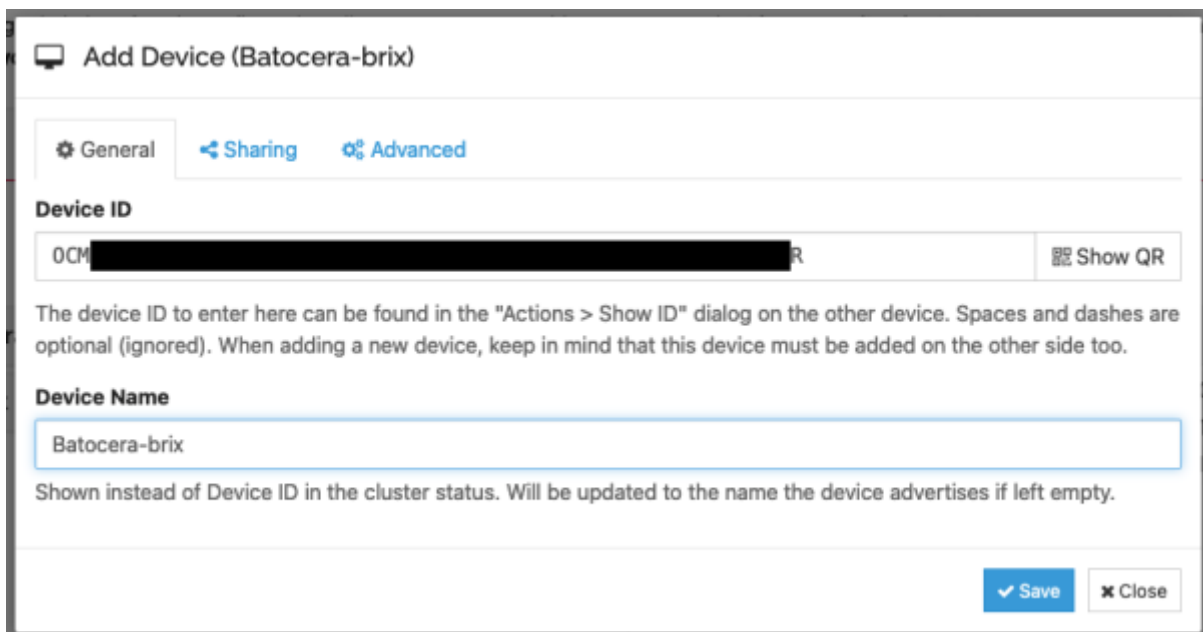 Add Device (Batocera-brix)
General Sharing Advanced
Device ID
OCM R Show QR
The device ID to enter here can be found in the "Actions > Show ID" dialog on the other device. Spaces and dashes are
optional (ignored). When adding a new device, keep in mind that this device must be added on the other side too.
Device Name
Batocera-brix
Shown instead of Device ID in the cluster status. Will be updated to the name the device advertises if left empty.
Save Close